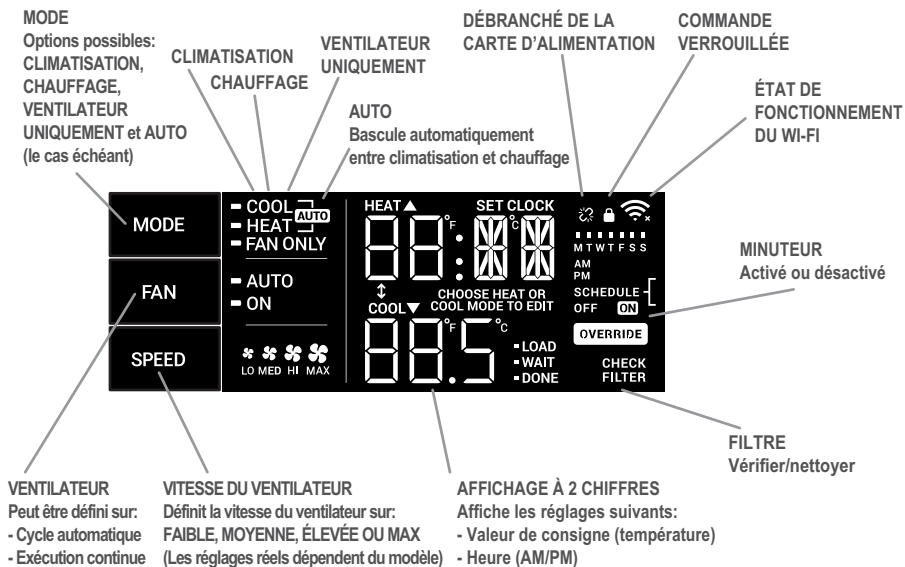 MODE
Options possibles:
CLIMATISATION,
CHAUFFAGE,
VENTILATEUR
UNIQUEMENT et AUTO
(le cas échéant)
CLIMATISATION
CHAUFFAGE
VENTILATEUR
UNIQUEMENT
AUTO
Bascule automatiquement
entre climatisation et chauffage
DÉBRANCHÉ DE LA
CARTE D'ALIMENTATION
COMMANDE
VERROUILLÉE
ÉTAT DE
FONCTIONNEMENT
DU WI-FI
MODE
FAN
SPEED
COOL
HEAT
AUTO
FAN ONLY
AUTO
ON
LO MED HI MAX
HEAT▲ SET CLOCK
88:88 °F °C
CHOOSE HEAT OR
COOL MODE TO EDIT
COOL▼
88.5 °F °C
LOAD
WAIT
DONE
M T W T F S S
AM
PM
SCHEDULE
OFF ON
OVERRIDE
CHECK
FILTER
MINUTEUR
Activé ou désactivé
FILTRE
Vérifier/nettoyer
VENTILATEUR
Peut être défini sur:
- Cycle automatique
- Exécution continue
VITESSE DU VENTILATEUR
Définit la vitesse du ventilateur sur:
FAIBLE, MOYENNE, ÉLEVÉE OU MAX
(Les réglages réels dépendent du modèle)
AFFICHAGE À 2 CHIFFRES
Affiche les réglages suivants:
- Valeur de consigne (température)
- Heure (AM/PM)